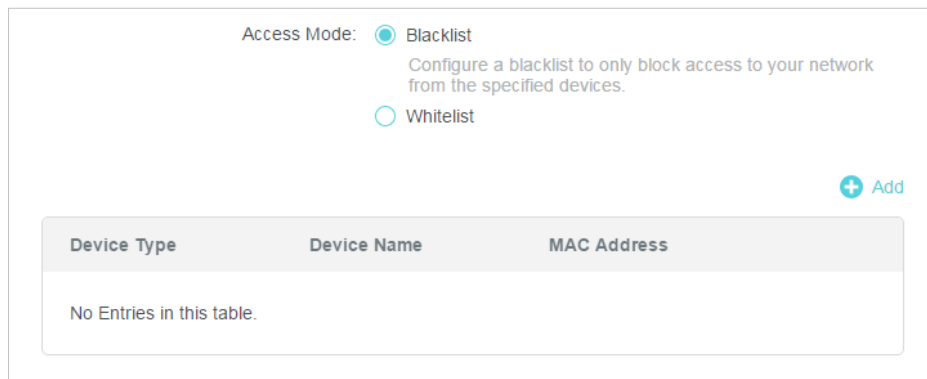 Access Mode: Blacklist
Configure a blacklist to only block access to your network
from the specified devices.
Whitelist
Add
Device Type Device Name MAC Address
No Entries in this table.